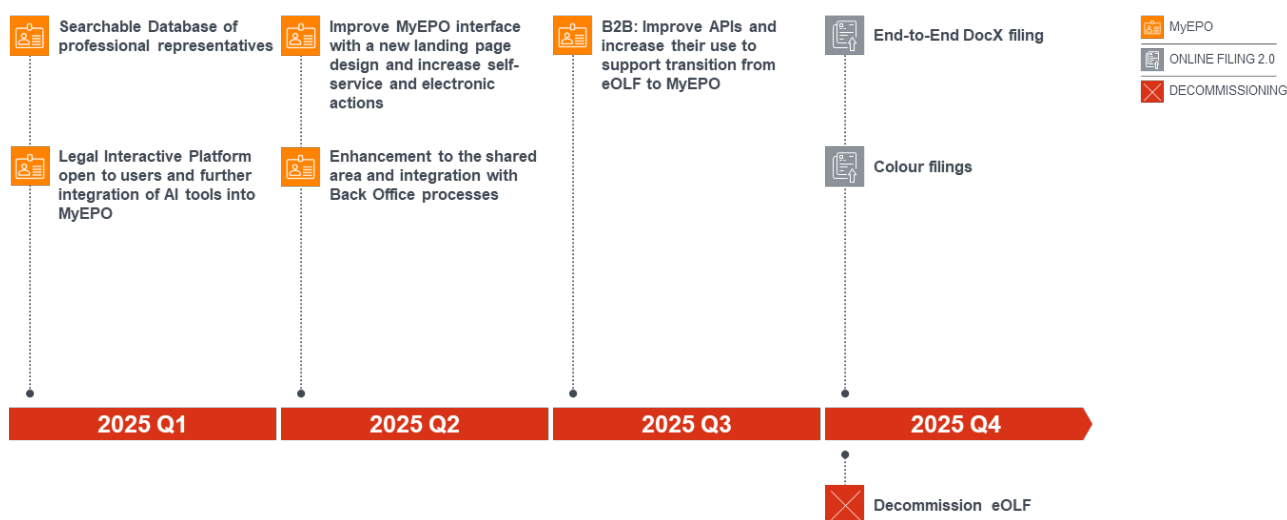 Searchable Database of
professional representatives
Legal Interactive Platform
open to users and further
integration of AI tools into
MyEPO
Improve MyEPO interface
with a new landing page
design and increase self-
service and electronic
actions
Enhancement to the shared
area and integration with
Back Office processes
B2B: Improve APIs and
increase their use to
support transition from
eOLF to MyEPO
End-to-End DocX filing
Colour filings
MyEPO
ONLINE FILING 2.0
DECOMMISSIONING
2025 Q1
2025 Q2
2025 Q3
2025 Q4
Decommission eOLF